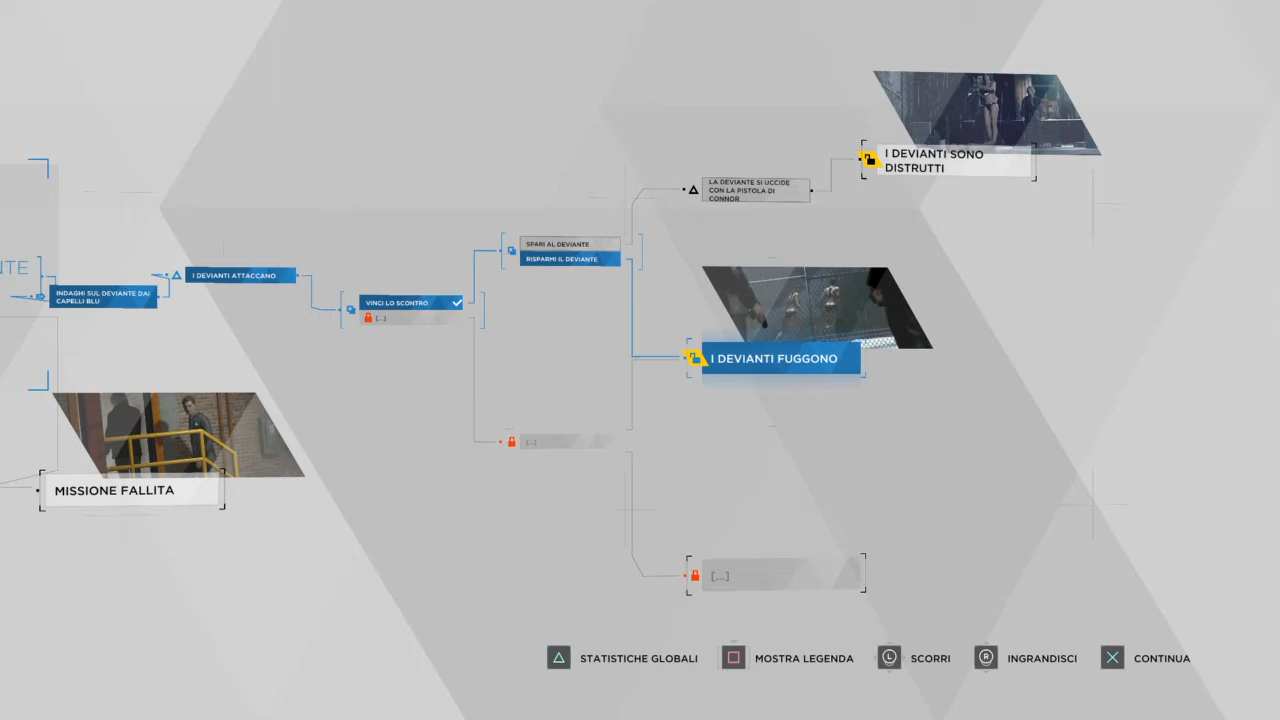 I DEVIANTI SONO
DISTRUTTI
LA DEVIANTE SI UCCIDE
CON LA PISTOLA DI
CONNOR
SPARI AL DEVIANTE
RISPARMI IL DEVIANTE
NTE
I DEVIANTI ATTACCANO
INDAGHI SUL DEVIANTE DAI
CAPELLI BLU
VINCI LO SCONTRO
[...]
I DEVIANTI FUGGONO
[...]
MISSIONE FALLITA
[...]
STATISTICHE GLOBALI
MOSTRA LEGENDA
L
SCORRI
R
INGRANDISCI
CONTINUA